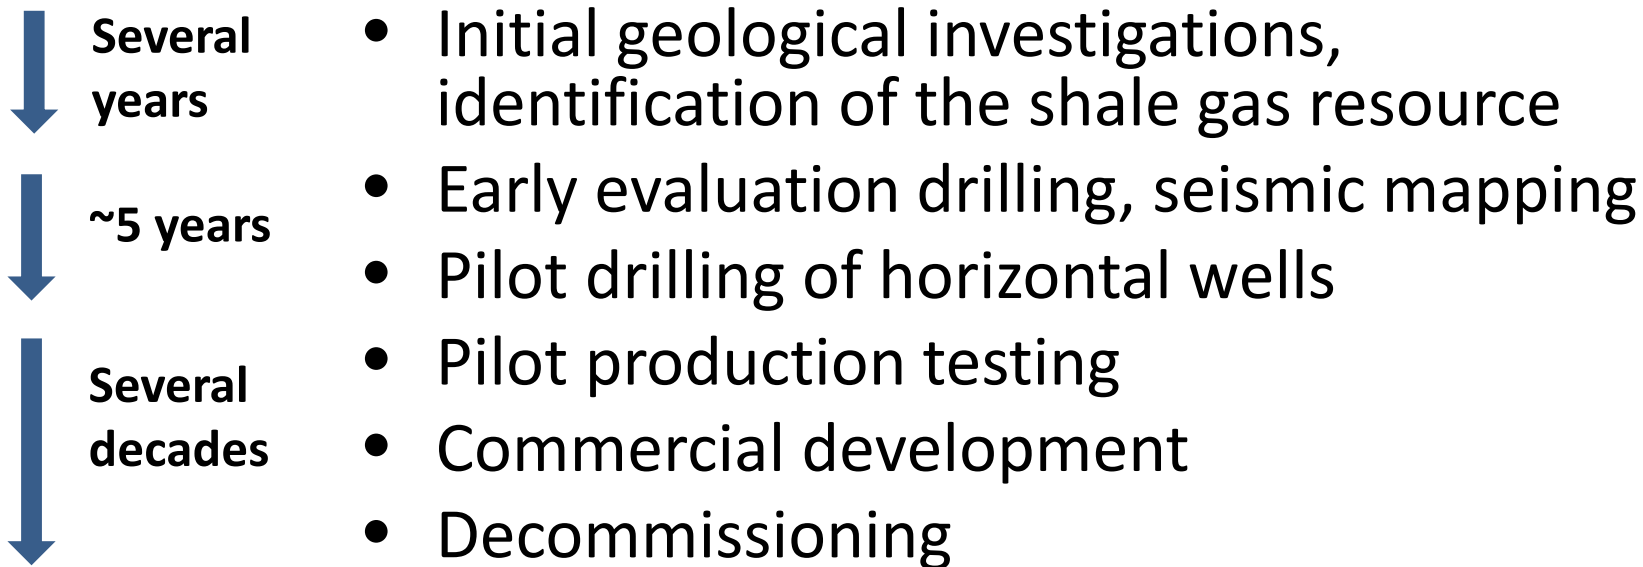 Several
years
• Initial geological investigations,
identification of the shale gas resource
~5 years
• Early evaluation drilling, seismic mapping
• Pilot drilling of horizontal wells
Several
decades
• Pilot production testing
• Commercial development
• Decommissioning